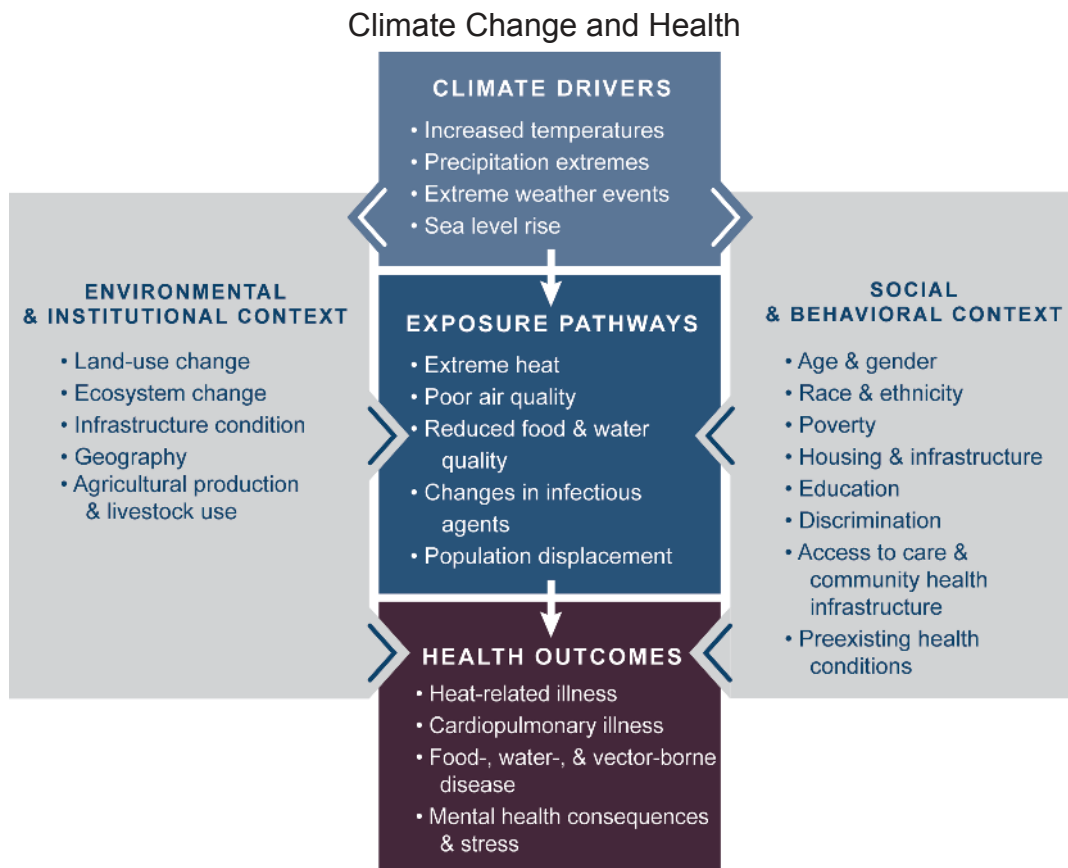 Climate Change and Health
CLIMATE DRIVERS
• Increased temperatures
• Precipitation extremes
• Extreme weather events
• Sea level rise
ENVIRONMENTAL
& INSTITUTIONAL CONTEXT
• Land-use change
• Ecosystem change
• Infrastructure condition
• Geography
• Agricultural production
& livestock use
EXPOSURE PATHWAYS
• Extreme heat
• Poor air quality
• Reduced food & water
quality
• Changes in infectious
agents
• Population displacement
SOCIAL
& BEHAVIORAL CONTEXT
• Age & gender
• Race & ethnicity
• Poverty
• Housing & infrastructure
• Education
• Discrimination
• Access to care &
community health
infrastructure
• Preexisting health
conditions
HEALTH OUTCOMES
• Heat-related illness
• Cardiopulmonary illness
• Food-, water-, & vector-borne
disease
• Mental health consequences
& stress